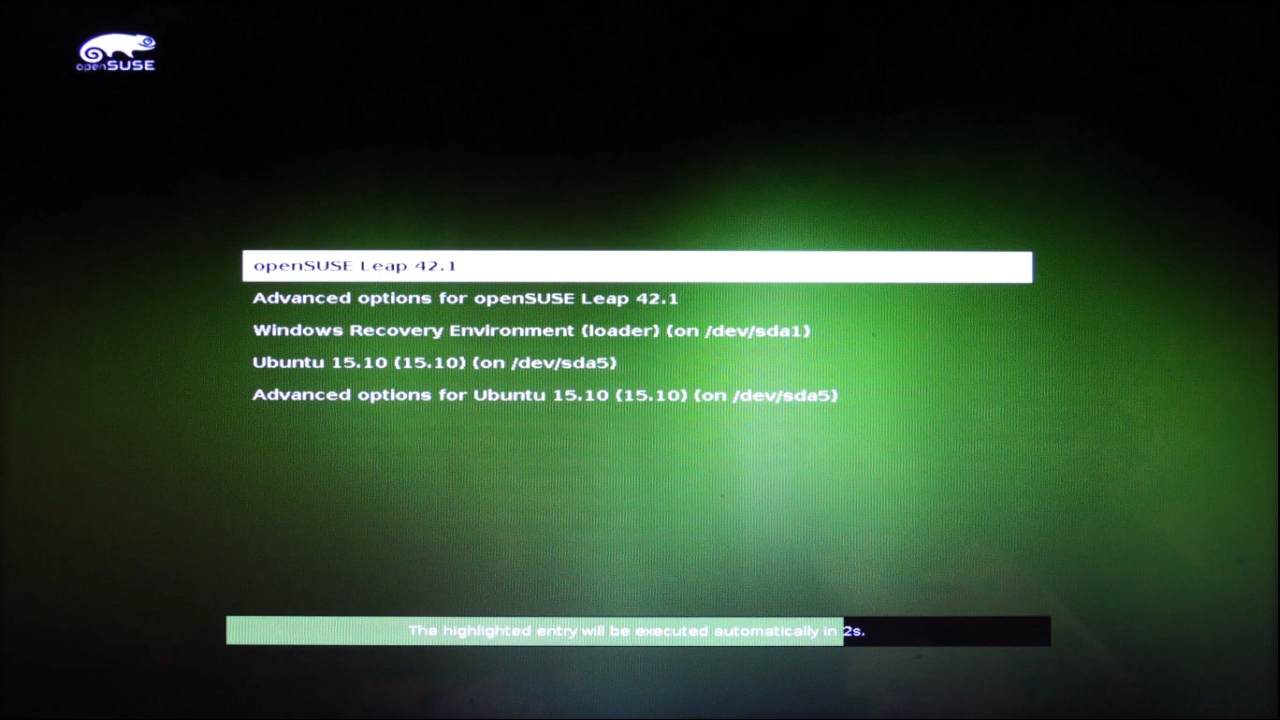 openSUSE
openSUSE Leap 42.1
Advanced options for openSUSE Leap 42.1
Windows Recovery Environment (loader) (on /dev/sda1)
Ubuntu 15.10 (15.10) (on /dev/sda5)
Advanced options for Ubuntu 15.10 (15.10) (on /dev/sda5)
The highlighted entry will be executed automatically in 2s.